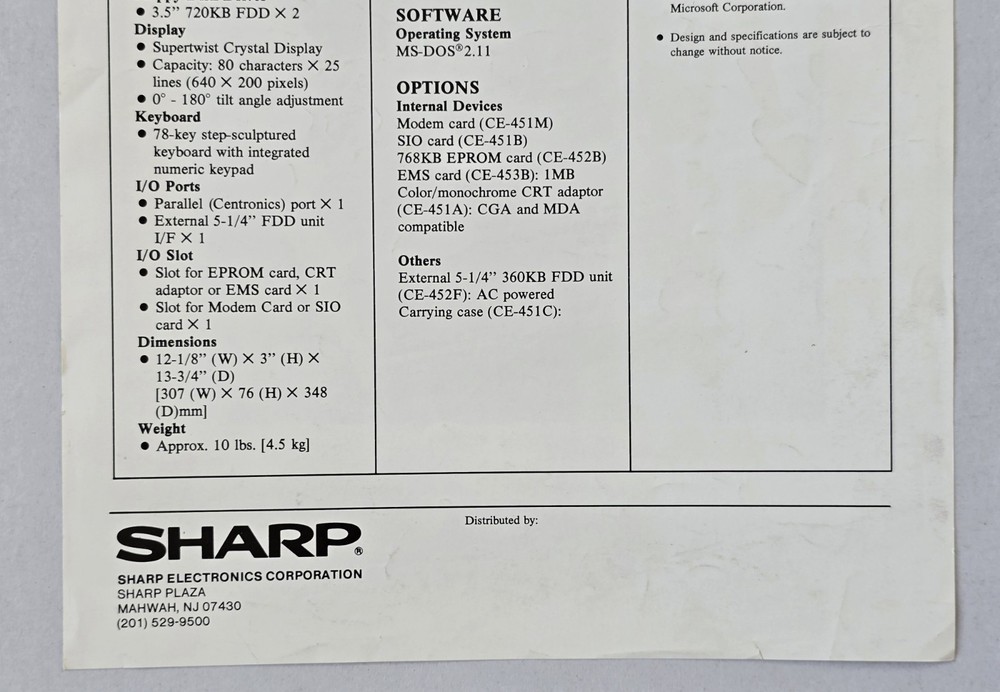 ● 3.5” 720KB FDD × 2
Display
● Supertwist Crystal Display
● Capacity: 80 characters × 25
lines (640 × 200 pixels)
● 0° - 180° tilt angle adjustment
Keyboard
● 78-key step-sculptured
keyboard with integrated
numeric keypad
I/O Ports
● Parallel (Centronics) port × 1
● External 5-1/4” FDD unit
I/F × 1
I/O Slot
● Slot for EPROM card, CRT
adaptor or EMS card × 1
● Slot for Modem Card or SIO
card × 1
Dimensions
● 12-1/8” (W) × 3” (H) ×
13-3/4” (D)
[307 (W) × 76 (H) × 348
(D)mm]
Weight
● Approx. 10 lbs. [4.5 kg]
SOFTWARE
Operating System
MS-DOS®2.11
OPTIONS
Internal Devices
Modem card (CE-451M)
SIO card (CE-451B)
768KB EPROM card (CE-452B)
EMS card (CE-453B): 1MB
Color/monochrome CRT adaptor
(CE-451A): CGA and MDA
compatible
Others
External 5-1/4” 360KB FDD unit
(CE-452F): AC powered
Carrying case (CE-451C):
Microsoft Corporation.
● Design and specifications are subject to
change without notice.
SHARP®
SHARP ELECTRONICS CORPORATION
SHARP PLAZA
MAHWAH, NJ 07430
(201) 529-9500
Distributed by: